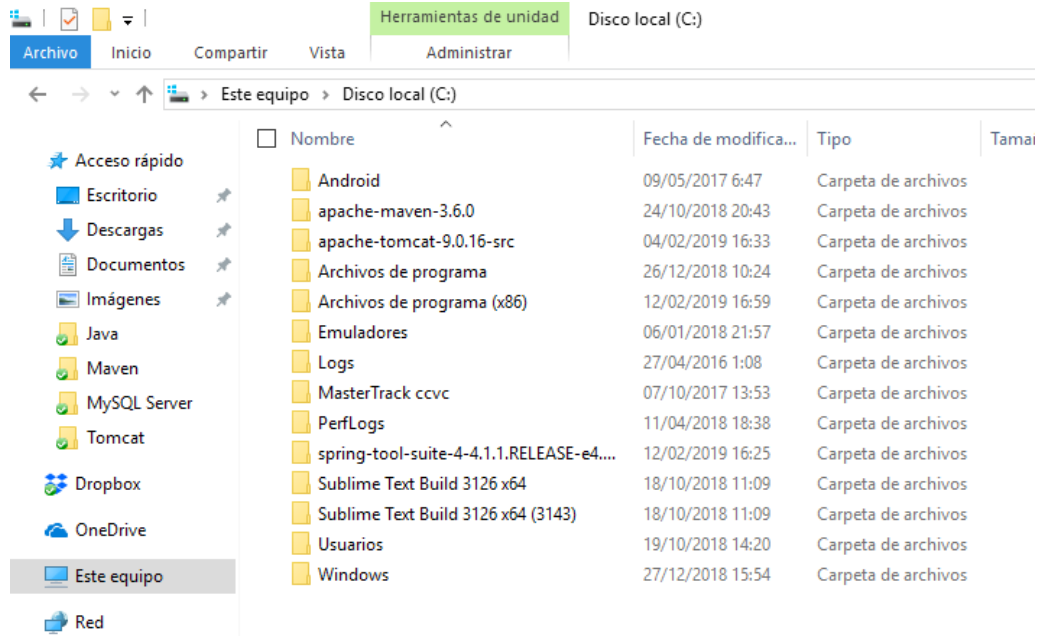 Herramientas de unidad Disco local (C:)
Archivo Inicio Compartir Vista Administrar
Este equipo > Disco local (C:)
Nombre Fecha de modifica... Tipo Tamaı
Acceso rápido
Escritorio
Descargas
Documentos
Imágenes
Java
Maven
MySQL Server
Tomcat
Dropbox
OneDrive
Este equipo
Red
Android 09/05/2017 6:47 Carpeta de archivos
apache-maven-3.6.0 24/10/2018 20:43 Carpeta de archivos
apache-tomcat-9.0.16-src 04/02/2019 16:33 Carpeta de archivos
Archivos de programa 26/12/2018 10:24 Carpeta de archivos
Archivos de programa (x86) 12/02/2019 16:59 Carpeta de archivos
Emuladores 06/01/2018 21:57 Carpeta de archivos
Logs 27/04/2016 1:08 Carpeta de archivos
MasterTrack ccvc 07/10/2017 13:53 Carpeta de archivos
PerfLogs 11/04/2018 18:38 Carpeta de archivos
spring-tool-suite-4-4.1.1.RELEASE-e4.... 12/02/2019 16:25 Carpeta de archivos
Sublime Text Build 3126 x64 18/10/2018 11:09 Carpeta de archivos
Sublime Text Build 3126 x64 (3143) 18/10/2018 11:09 Carpeta de archivos
Usuarios 19/10/2018 14:20 Carpeta de archivos
Windows 27/12/2018 15:54 Carpeta de archivos